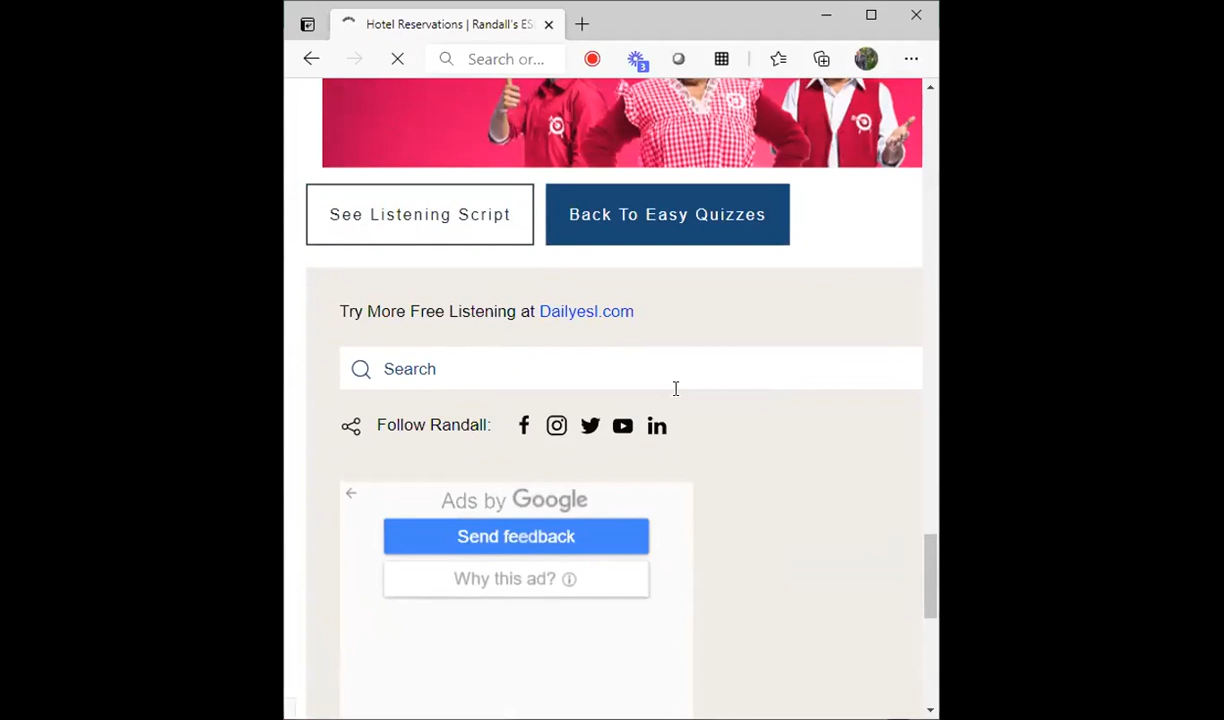 Hotel Reservations | Randall's ES
Search or...
3
See Listening Script
Back To Easy Quizzes
Try More Free Listening at Dailyesl.com
Search
Follow Randall:
Ads by Google
Send feedback
Why this ad?